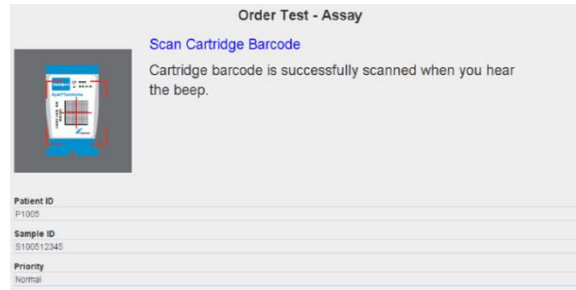 Order Test - Assay
Scan Cartridge Barcode
Cartridge barcode is successfully scanned when you hear
the beep.
Patient ID
P1005
Sample ID
S100512345
Priority
Normal